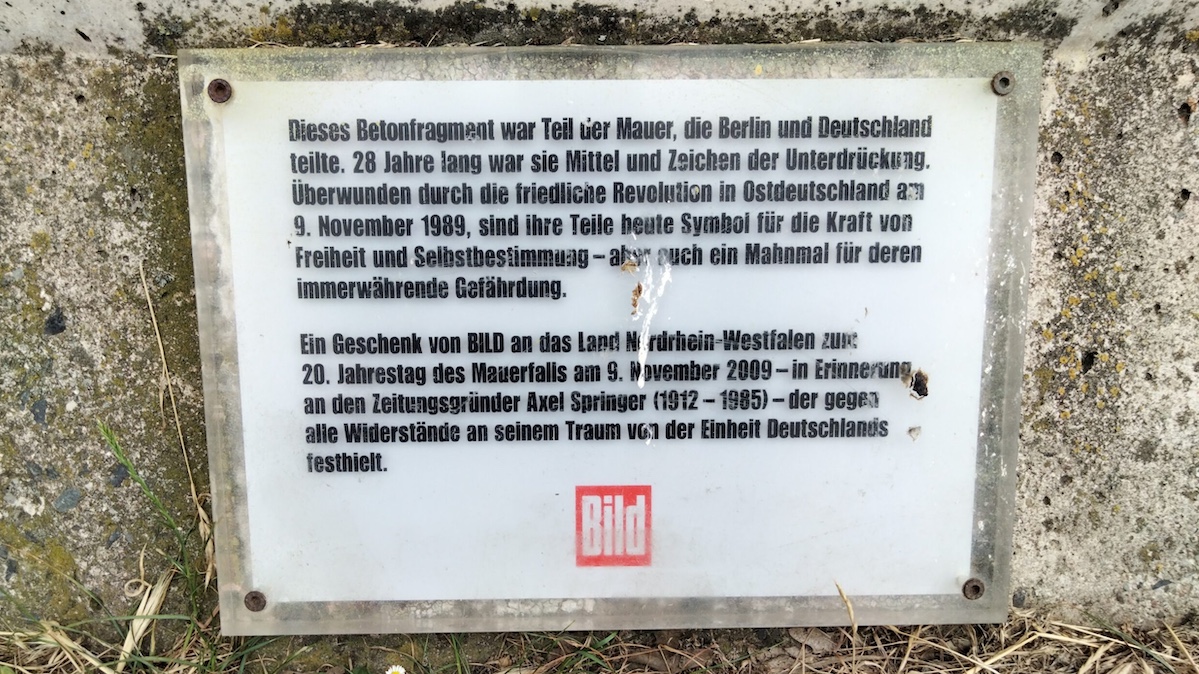 Dieses Betonfragment war Teil der Mauer, die Berlin und Deutschland
teilte. 28 Jahre lang war sie Mittel und Zeichen der Unterdrückung.
Überwunden durch die friedliche Revolution in Ostdeutschland am
9. November 1989, sind ihre Teile heute Symbol für die Kraft von
Freiheit und Selbstbestimmung – aber auch ein Mahnmal für deren
immerwährende Gefährdung.
Ein Geschenk von BILD an das Land Nordrhein-Westfalen zum
20. Jahrestag des Mauerfalls am 9. November 2009 – in Erinnerung
an den Zeitungsgründer Axel Springer (1912 – 1985) – der gegen
alle Widerstände an seinem Traum von der Einheit Deutschlands
festhielt.
Bild